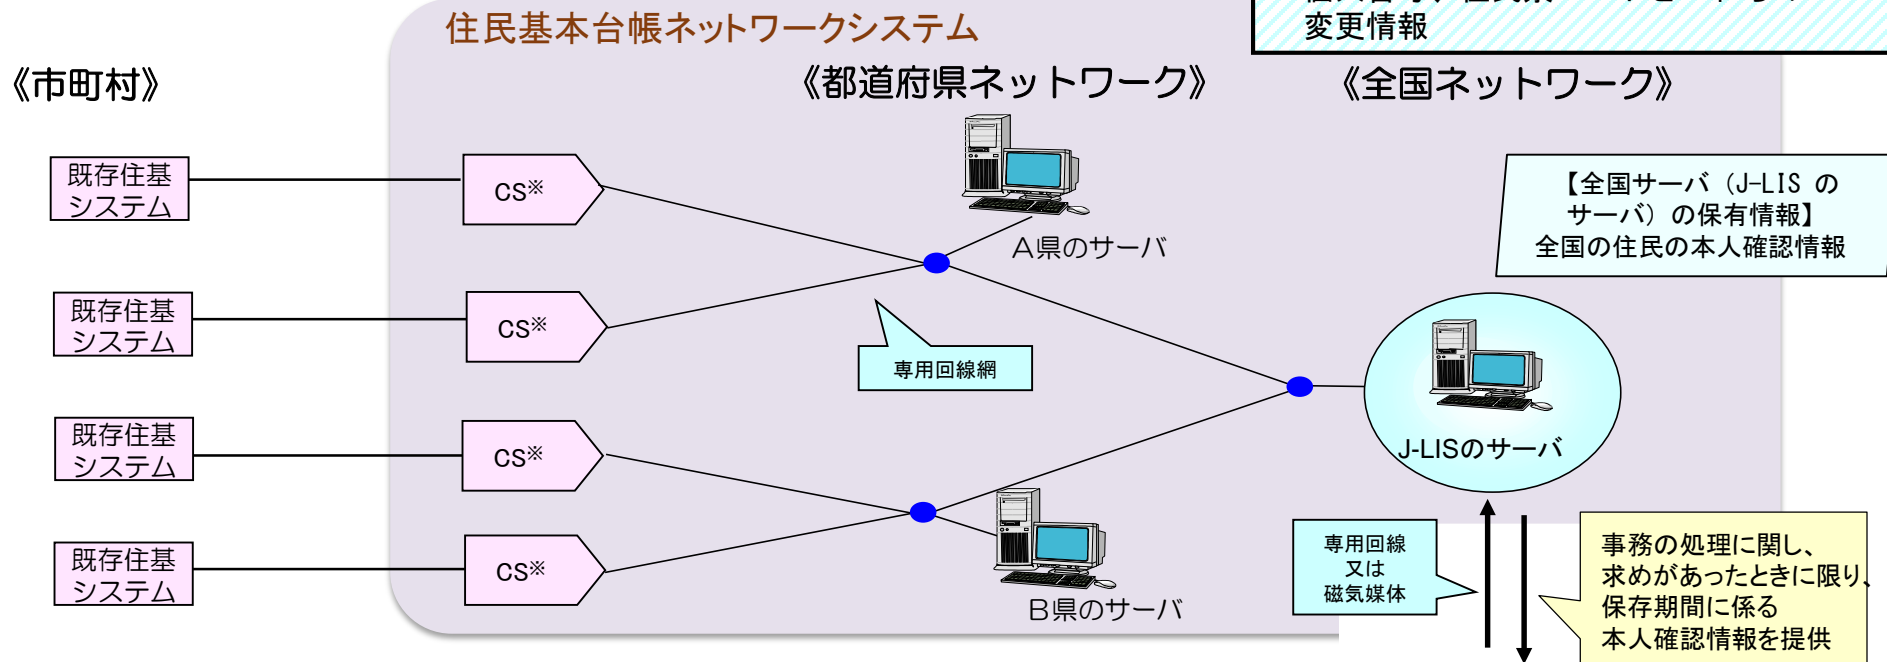 住民基本台帳ネットワークシステム
変更情報
《市町村》
《都道府県ネットワーク》
《全国ネットワーク》
既存住基
システム
CS※
A県のサーバ
【全国サーバ（J-LIS の
サーバ）の保有情報】
全国の住民の本人確認情報
既存住基
システム
CS※
専用回線網
J-LISのサーバ
既存住基
システム
CS※
既存住基
システム
CS※
B県のサーバ
専用回線
又は
磁気媒体
事務の処理に関し、
求めがあったときに限り、
保存期間に係る
本人確認情報を提供